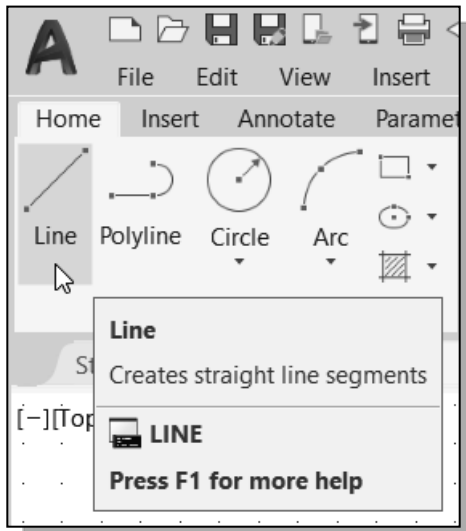 File Edit View Insert
Home Insert Annotate Paramet
Line Polyline Circle Arc
Line
St
Creates straight line segments
[−][Top
LINE
Press F1 for more help